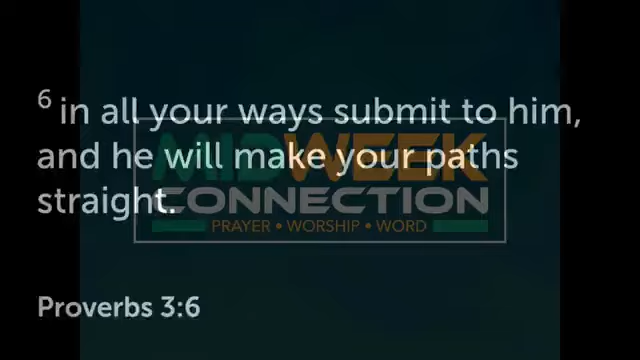 6 in all your ways submit to him,
and he will make your paths
straight.
MIDWEEK
CONNECTION
PRAYER • WORSHIP • WORD
Proverbs 3:6